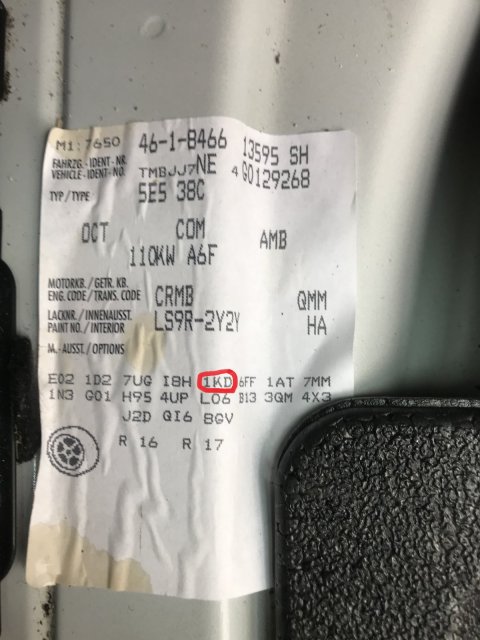 M1: 7650 46-1-8466 13595 SH
FAHRZG.-IDENT-NR.
VEHICLE-IDENT-NO. TMBJJ7NE 4G0129268
TYP/TYPE 5E5 38C
OCT COM AMB
110KW A6F
MOTORKB./GETR.KB.
ENG.CODE/TRANS.CODE CRMB QMM
LACKNR./INNENAUSST.
PAINT NO./INTERIOR LS9R-2Y2Y HA
M.-AUSST./OPTIONS
E02 1D2 7UG I8H 1KD 6FF 1AT 7MM
1N3 G01 H95 4UP L06 B13 3QM 4X3
J2D QI6 8GV
R 16 R 17